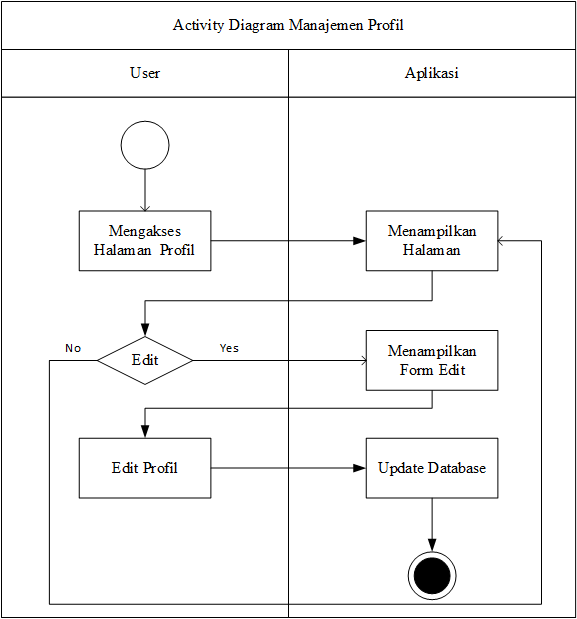 Activity Diagram Manajemen Profil
User
Aplikasi
Mengakses
Halaman Profil
Menampilkan
Halaman
No
Edit
Yes
Menampilkan
Form Edit
Edit Profil
Update Database